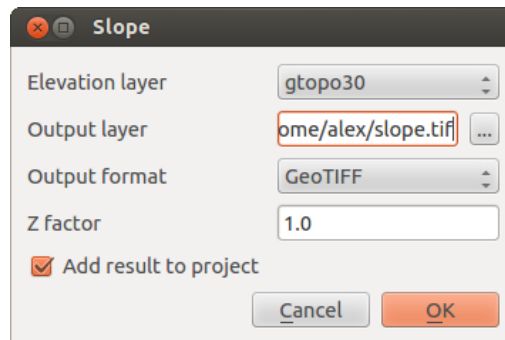 Slope
Elevation layer gtopo30
Output layer ome/alex/slope.tif ...
Output format GeoTIFF
Z factor 1.0
Add result to project
Cancel OK